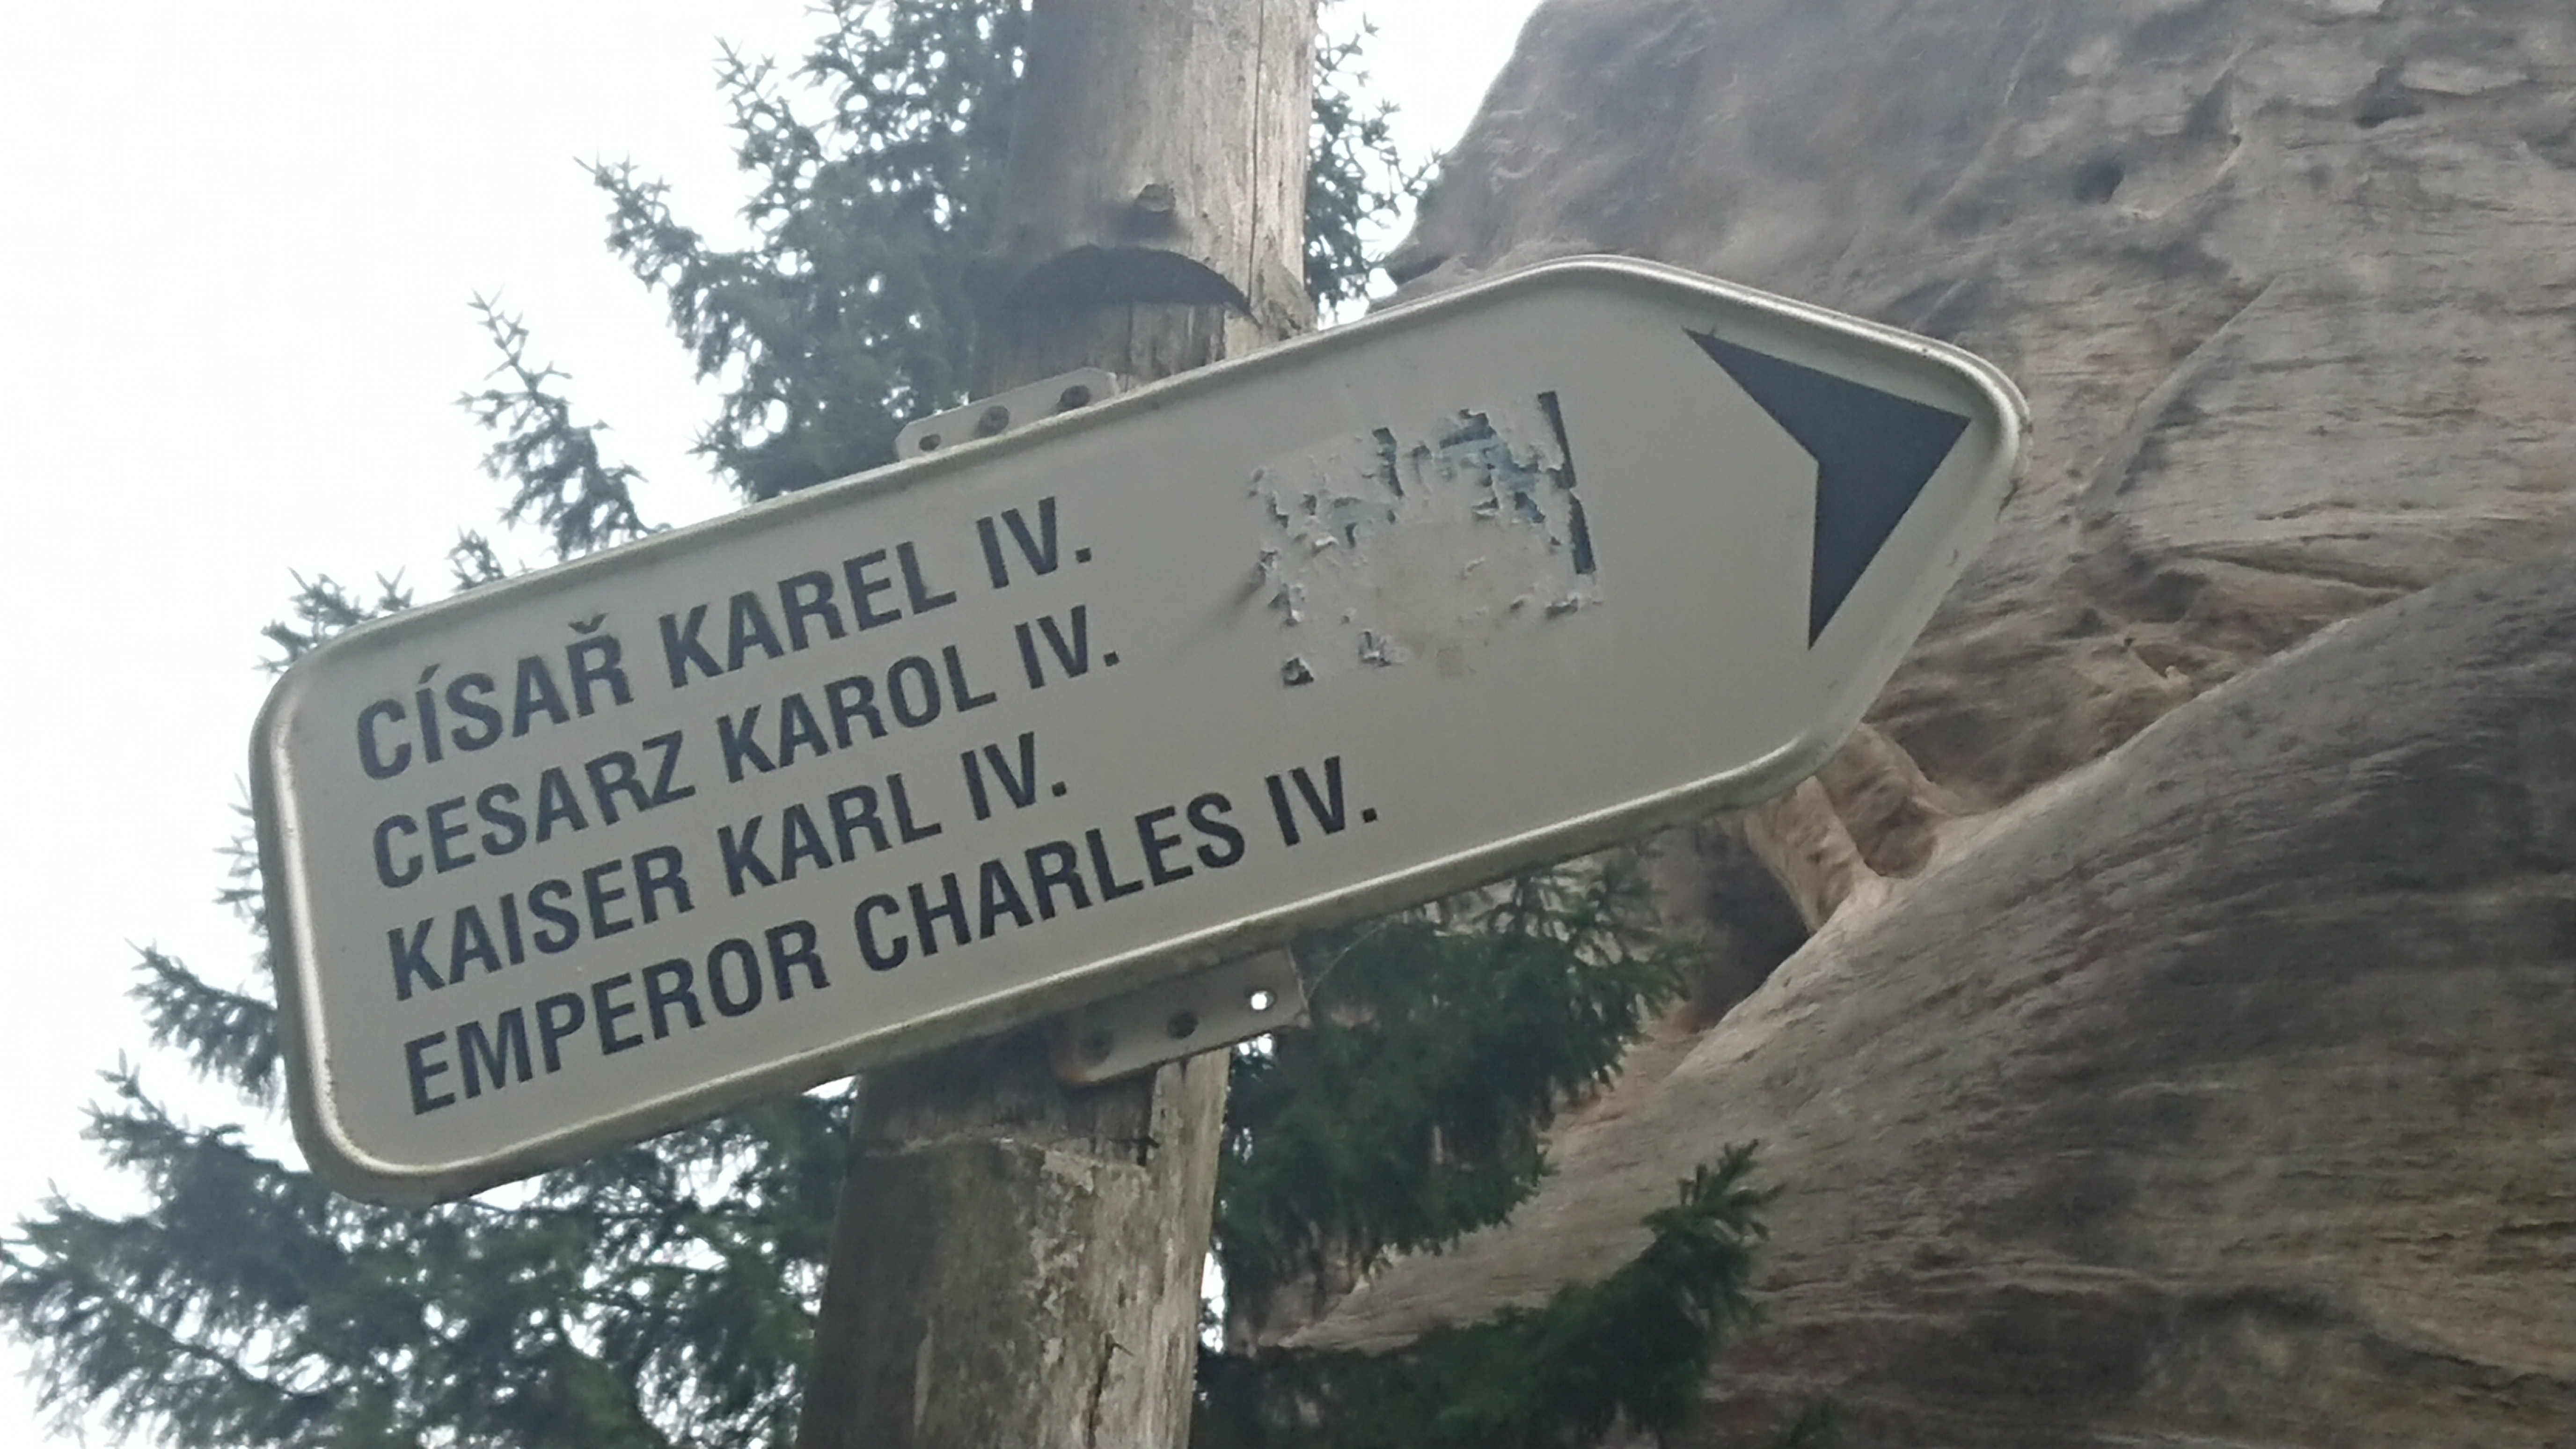 CÍSAŘ KAREL IV.
CESARZ KAROL IV.
KAISER KARL IV.
EMPEROR CHARLES IV.